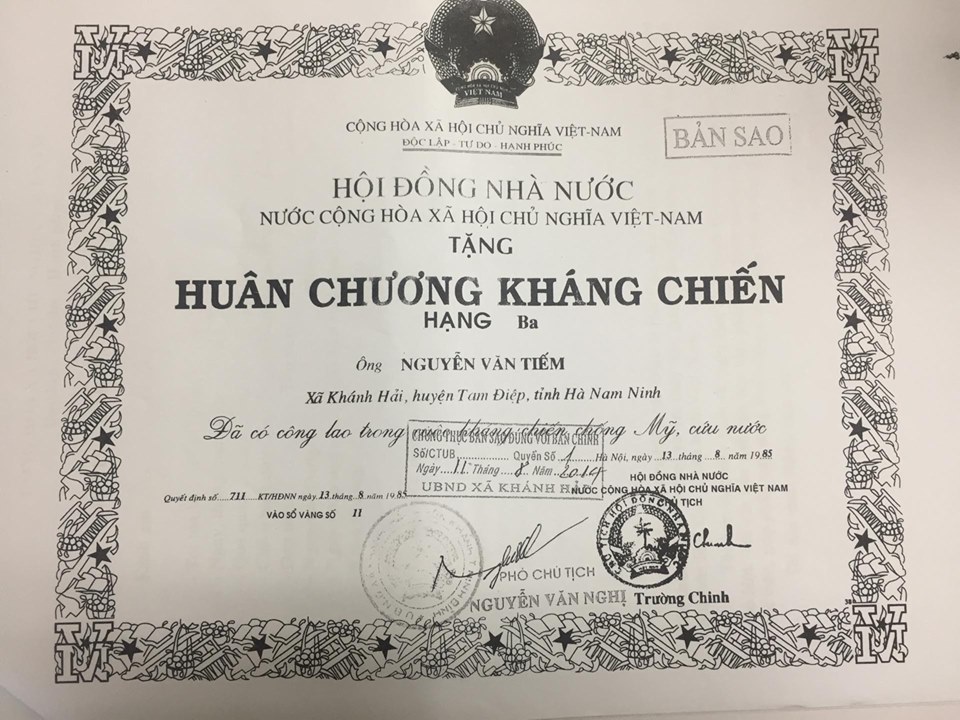 VIỆT NAM
CỘNG HÒA XÃ HỘI CHỦ NGHĨA VIỆT-NAM
ĐỘC LẬP - TỰ DO - HẠNH PHÚC
BẢN SAO
HỘI ĐỒNG NHÀ NƯỚC
NƯỚC CỘNG HÒA XÃ HỘI CHỦ NGHĨA VIỆT-NAM
TẶNG
HUÂN CHƯƠNG KHÁNG CHIẾN
HẠNG Ba
Ông NGUYỄN VĂN TIẾM
Xã Khánh Hải, huyện Tam Điệp, tỉnh Hà Nam Ninh
Đã có công lao trong cuộc kháng chiến chống Mỹ, cứu nước
CHỨNG THỰC BẢN SAO ĐÚNG VỚI BẢN CHÍNH
Số/CTUB.............. Quyển Số 1
Ngày 11 Tháng 8 Năm 2014
UBND XÃ KHÁNH HẢI
Hà Nội, ngày 13 tháng 8 năm 1985
HỘI ĐỒNG NHÀ NƯỚC
NƯỚC CỘNG HÒA XÃ HỘI CHỦ NGHĨA VIỆT NAM
CHỦ TỊCH
Quyết định số 711 KT/HĐNN ngày 13 tháng 8 năm 1985
VÀO SỔ VÀNG SỐ 11
PHÓ CHỦ TỊCH
NGUYỄN VĂN NGHỊ
Trường Chinh